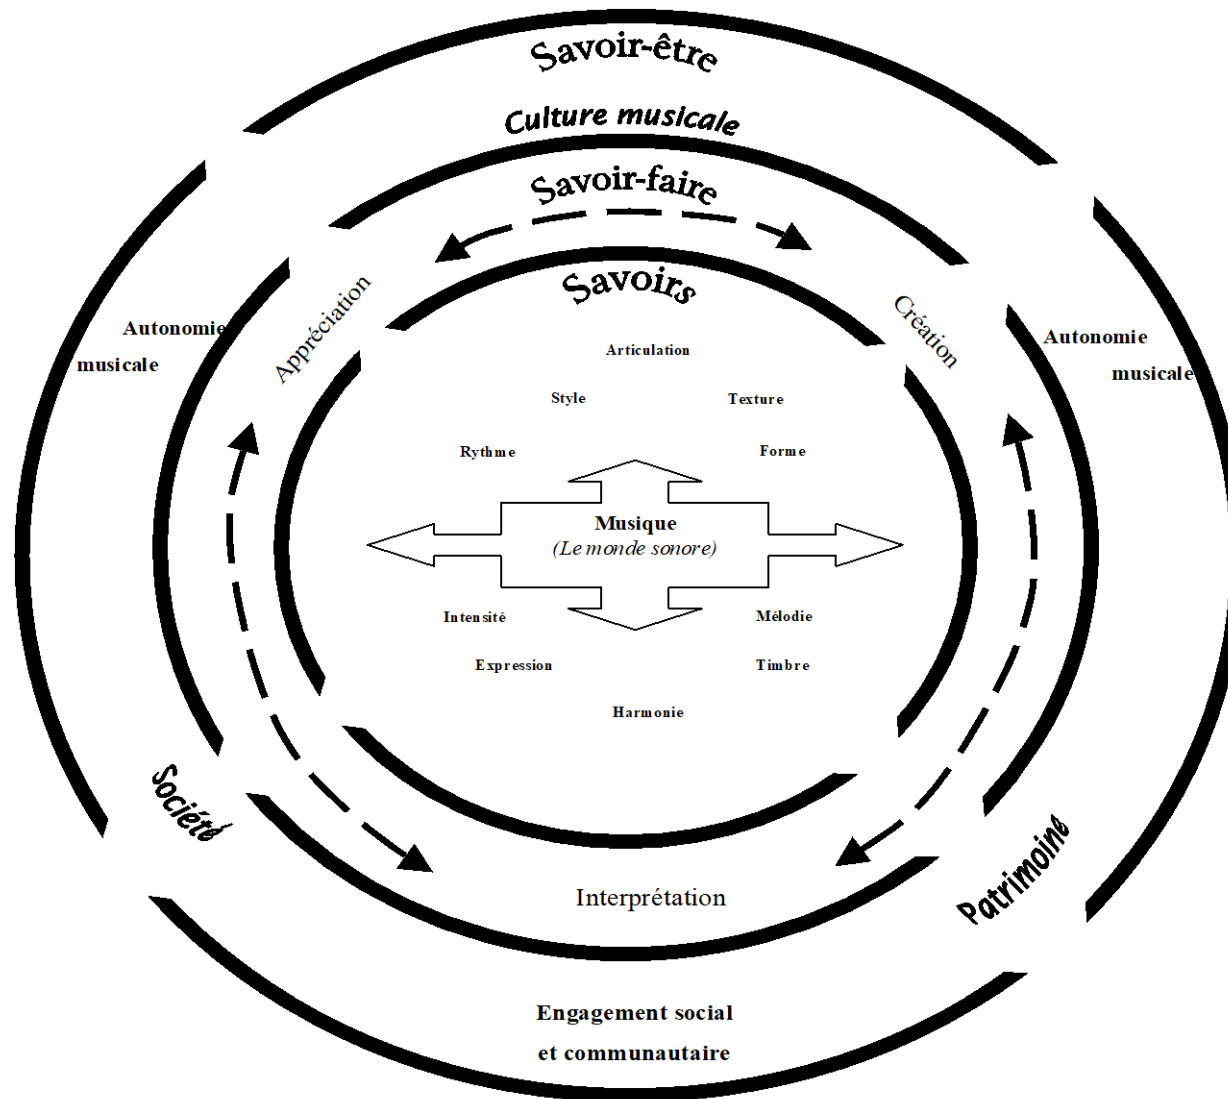 Savoir-être
Culture musicale
Savoir-faire
Savoirs
Appréciation
Création
Autonomie
musicale
Autonomie
musicale
Articulation
Style
Texture
Rythme
Forme
Musique
(Le monde sonore)
Intensité
Mélodie
Expression
Timbre
Harmonie
Société
Patrimoine
Interprétation
Engagement social
et communautaire